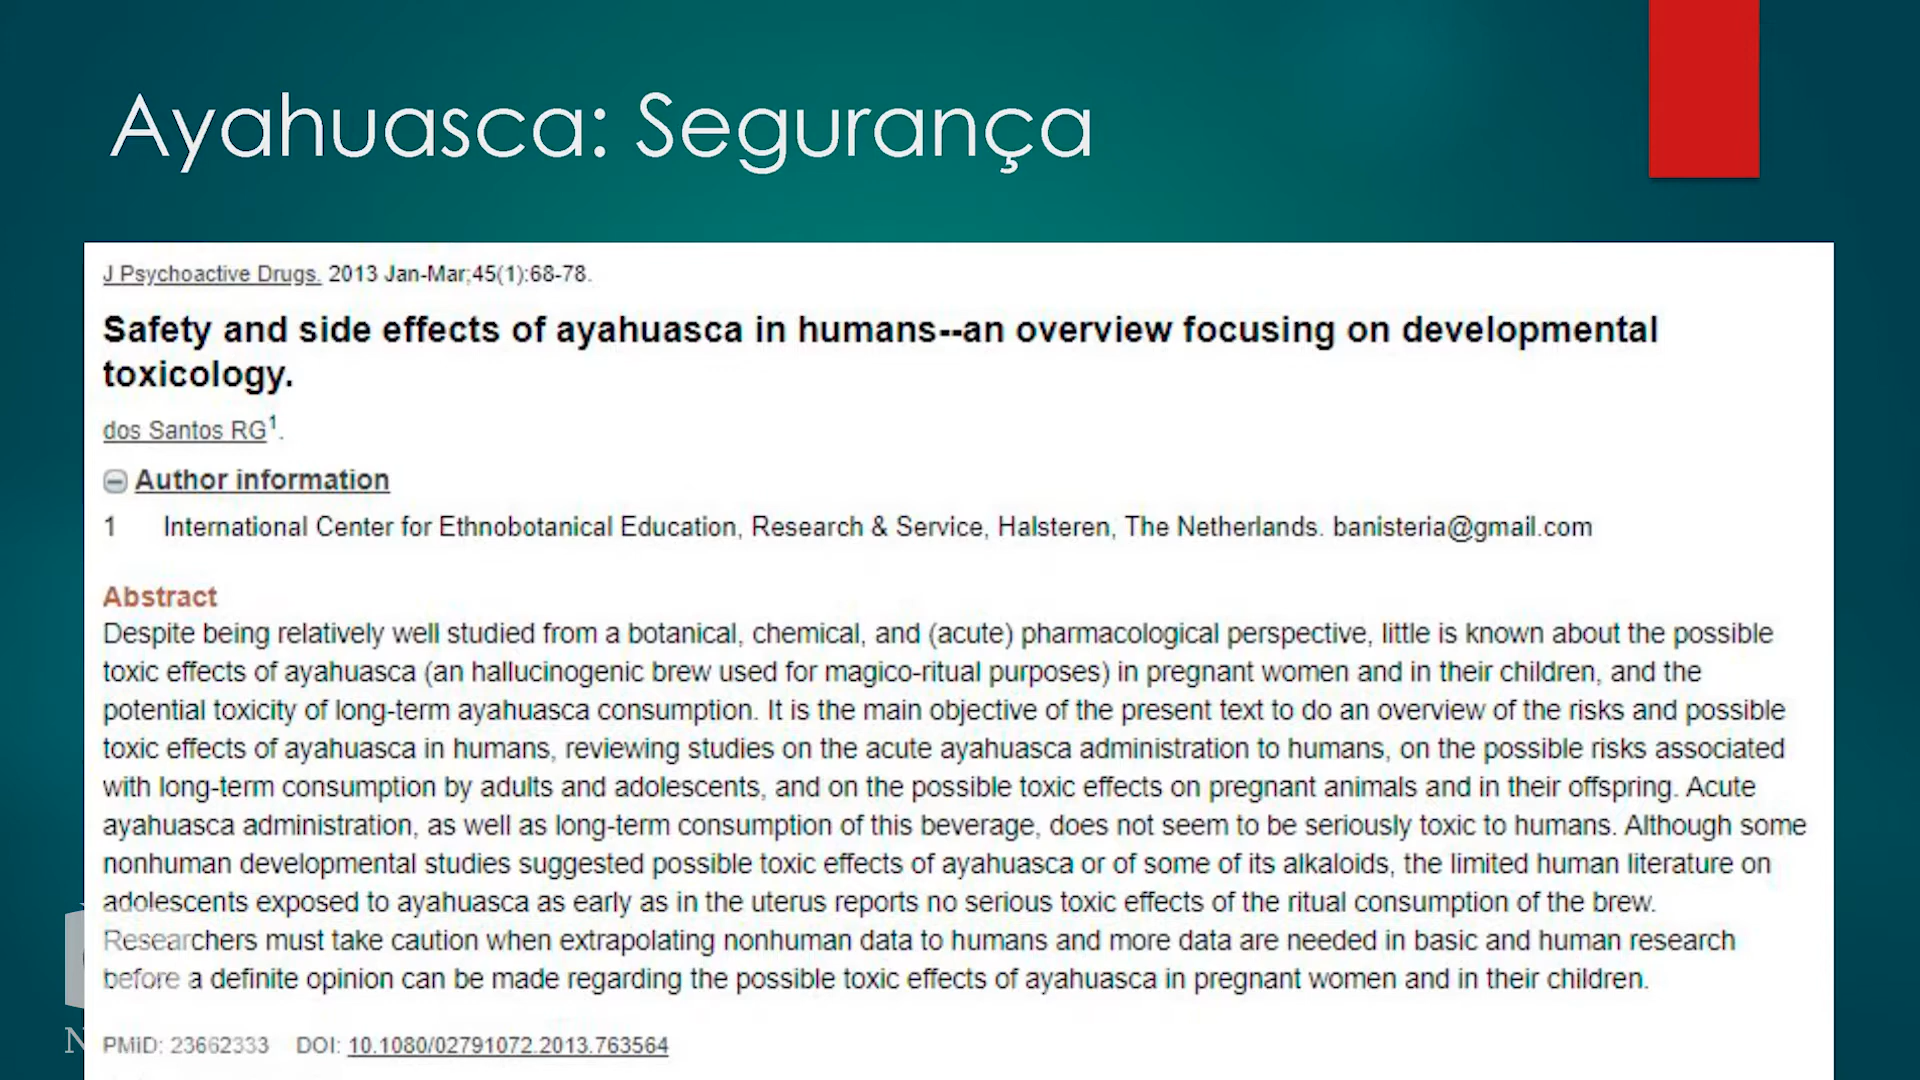 Ayahuasca: Segurança
J Psychoactive Drugs. 2013 Jan-Mar;45(1):68-78.
Safety and side effects of ayahuasca in humans--an overview focusing on developmental
toxicology.
dos Santos RG1.
Author information
1 International Center for Ethnobotanical Education, Research & Service, Halsteren, The Netherlands. banisteria@gmail.com
Abstract
Despite being relatively well studied from a botanical, chemical, and (acute) pharmacological perspective, little is known about the possible
toxic effects of ayahuasca (an hallucinogenic brew used for magico-ritual purposes) in pregnant women and in their children, and the
potential toxicity of long-term ayahuasca consumption. It is the main objective of the present text to do an overview of the risks and possible
toxic effects of ayahuasca in humans, reviewing studies on the acute ayahuasca administration to humans, on the possible risks associated
with long-term consumption by adults and adolescents, and on the possible toxic effects on pregnant animals and in their offspring. Acute
ayahuasca administration, as well as long-term consumption of this beverage, does not seem to be seriously toxic to humans. Although some
nonhuman developmental studies suggested possible toxic effects of ayahuasca or of some of its alkaloids, the limited human literature on
adolescents exposed to ayahuasca as early as in the uterus reports no serious toxic effects of the ritual consumption of the brew.
Researchers must take caution when extrapolating nonhuman data to humans and more data are needed in basic and human research
before a definite opinion can be made regarding the possible toxic effects of ayahuasca in pregnant women and in their children.
PMID: 23662333 DOI: 10.1080/02791072.2013.763564